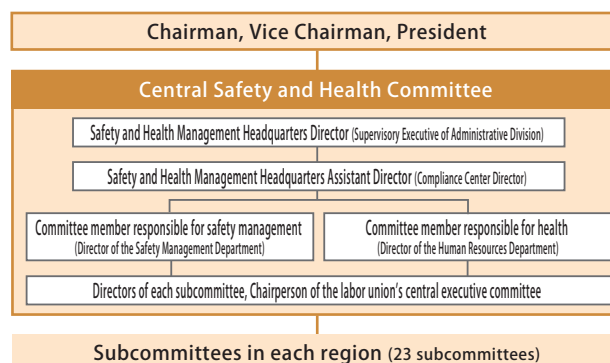 Chairman, Vice Chairman, President
Central Safety and Health Committee
Safety and Health Management Headquarters Director (Supervisory Executive of Administrative Division)
Safety and Health Management Headquarters Assistant Director (Compliance Center Director)
Committee member responsible for safety management
(Director of the Safety Management Department)
Committee member responsible for health
(Director of the Human Resources Department)
Directors of each subcommittee, Chairperson of the labor union's central executive committee
Subcommittees in each region (23 subcommittees)